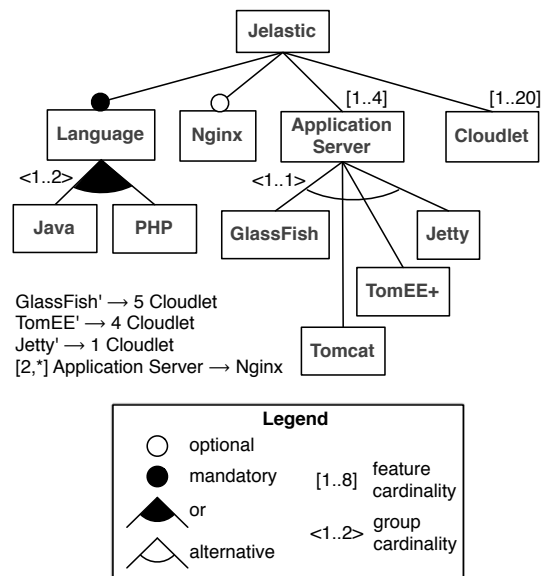 Jelastic
[1..4]
[1..20]
Language
Nginx
Application
Server
Cloudlet
<1..2>
<1..1>
Java
PHP
GlassFish
Jetty
TomEE+
Tomcat
GlassFish' → 5 Cloudlet
TomEE' → 4 Cloudlet
Jetty' → 1 Cloudlet
[2,*] Application Server → Nginx
Legend
optional
mandatory
or
alternative
[1..8]
feature
cardinality
<1..2>
group
cardinality